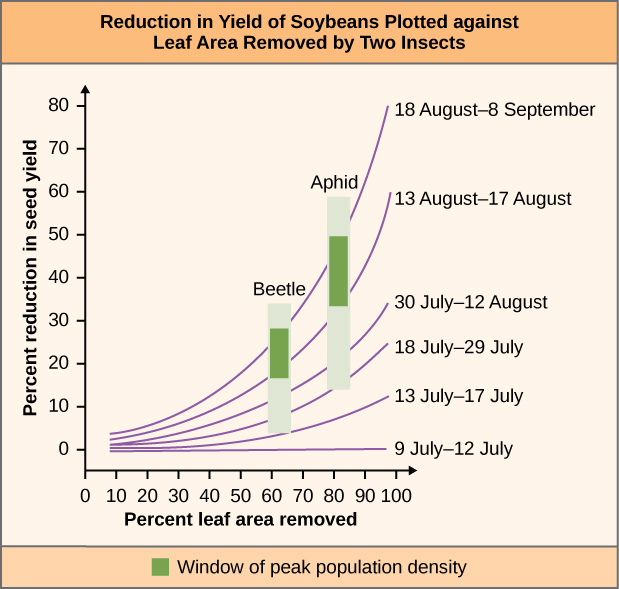 Reduction in Yield of Soybeans Plotted against
Leaf Area Removed by Two Insects
Percent reduction in seed yield
80
70
60
50
40
30
20
10
0
18 August–8 September
Aphid
13 August–17 August
Beetle
30 July–12 August
18 July–29 July
13 July–17 July
9 July–12 July
0 10 20 30 40 50 60 70 80 90 100
Percent leaf area removed
Window of peak population density